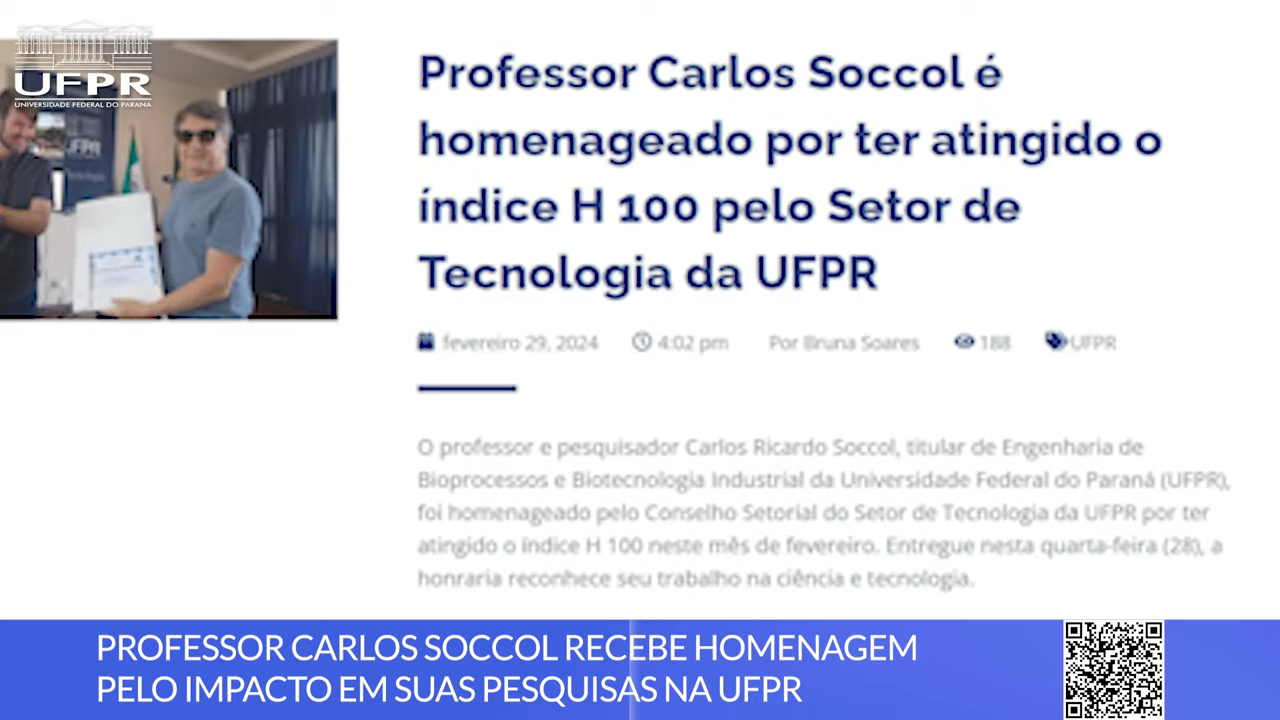 UFPR
UNIVERSIDADE FEDERAL DO PARANÁ
UFPR
Professor Carlos Soccol é
homenageado por ter atingido o
índice H 100 pelo Setor de
Tecnologia da UFPR
fevereiro 29, 2024 4:02 pm Por Bruna Soares 188 UFPR
O professor e pesquisador Carlos Ricardo Soccol, titular de Engenharia de
Bioprocessos e Biotecnologia Industrial da Universidade Federal do Paraná (UFPR),
foi homenageado pelo Conselho Setorial do Setor de Tecnologia da UFPR por ter
atingido o índice H 100 neste mês de fevereiro. Entregue nesta quarta-feira (28), a
honraria reconhece seu trabalho na ciência e tecnologia.
PROFESSOR CARLOS SOCCOL RECEBE HOMENAGEM
PELO IMPACTO EM SUAS PESQUISAS NA UFPR